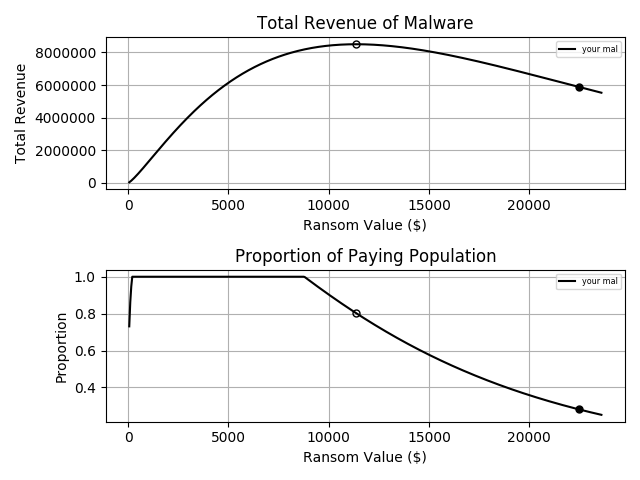 Total Revenue of Malware
Total Revenue
8000000
6000000
4000000
2000000
0
your mal
0 5000 10000 15000 20000
Ransom Value ($)
Proportion of Paying Population
Proportion
1.0
0.8
0.6
0.4
your mal
0 5000 10000 15000 20000
Ransom Value ($)